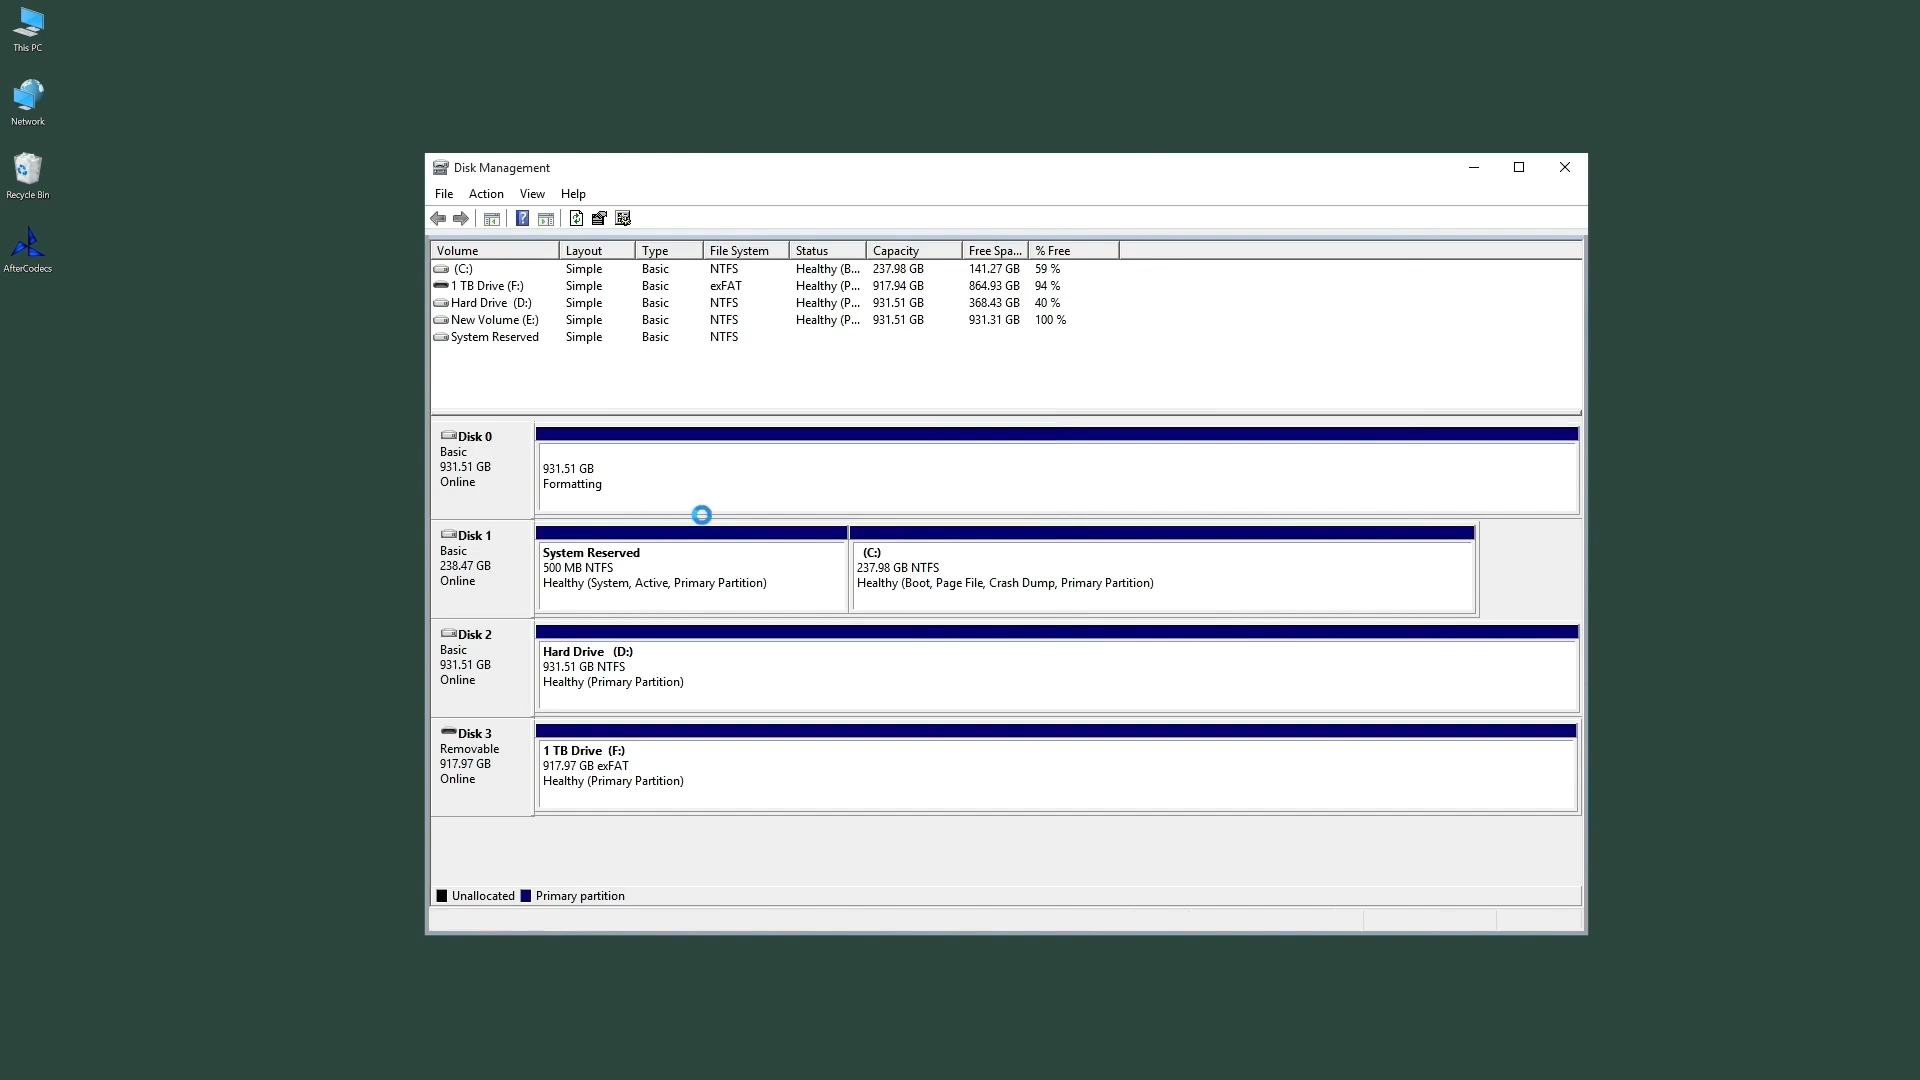 This PC
Network
Recycle Bin
AfterCodecs
Disk Management
File Action View Help
Volume Layout Type File System Status Capacity Free Spa... % Free
(C:) Simple Basic NTFS Healthy (B... 237.98 GB 141.27 GB 59 %
1 TB Drive (F:) Simple Basic exFAT Healthy (P... 917.94 GB 864.93 GB 94 %
Hard Drive (D:) Simple Basic NTFS Healthy (P... 931.51 GB 368.43 GB 40 %
New Volume (E:) Simple Basic NTFS Healthy (P... 931.51 GB 931.31 GB 100 %
System Reserved Simple Basic NTFS
Disk 0
Basic
931.51 GB
Online
931.51 GB
Formatting
Disk 1
Basic
238.47 GB
Online
System Reserved
500 MB NTFS
Healthy (System, Active, Primary Partition)
(C:)
237.98 GB NTFS
Healthy (Boot, Page File, Crash Dump, Primary Partition)
Disk 2
Basic
931.51 GB
Online
Hard Drive (D:)
931.51 GB NTFS
Healthy (Primary Partition)
Disk 3
Removable
917.97 GB
Online
1 TB Drive (F:)
917.97 GB exFAT
Healthy (Primary Partition)
Unallocated Primary partition